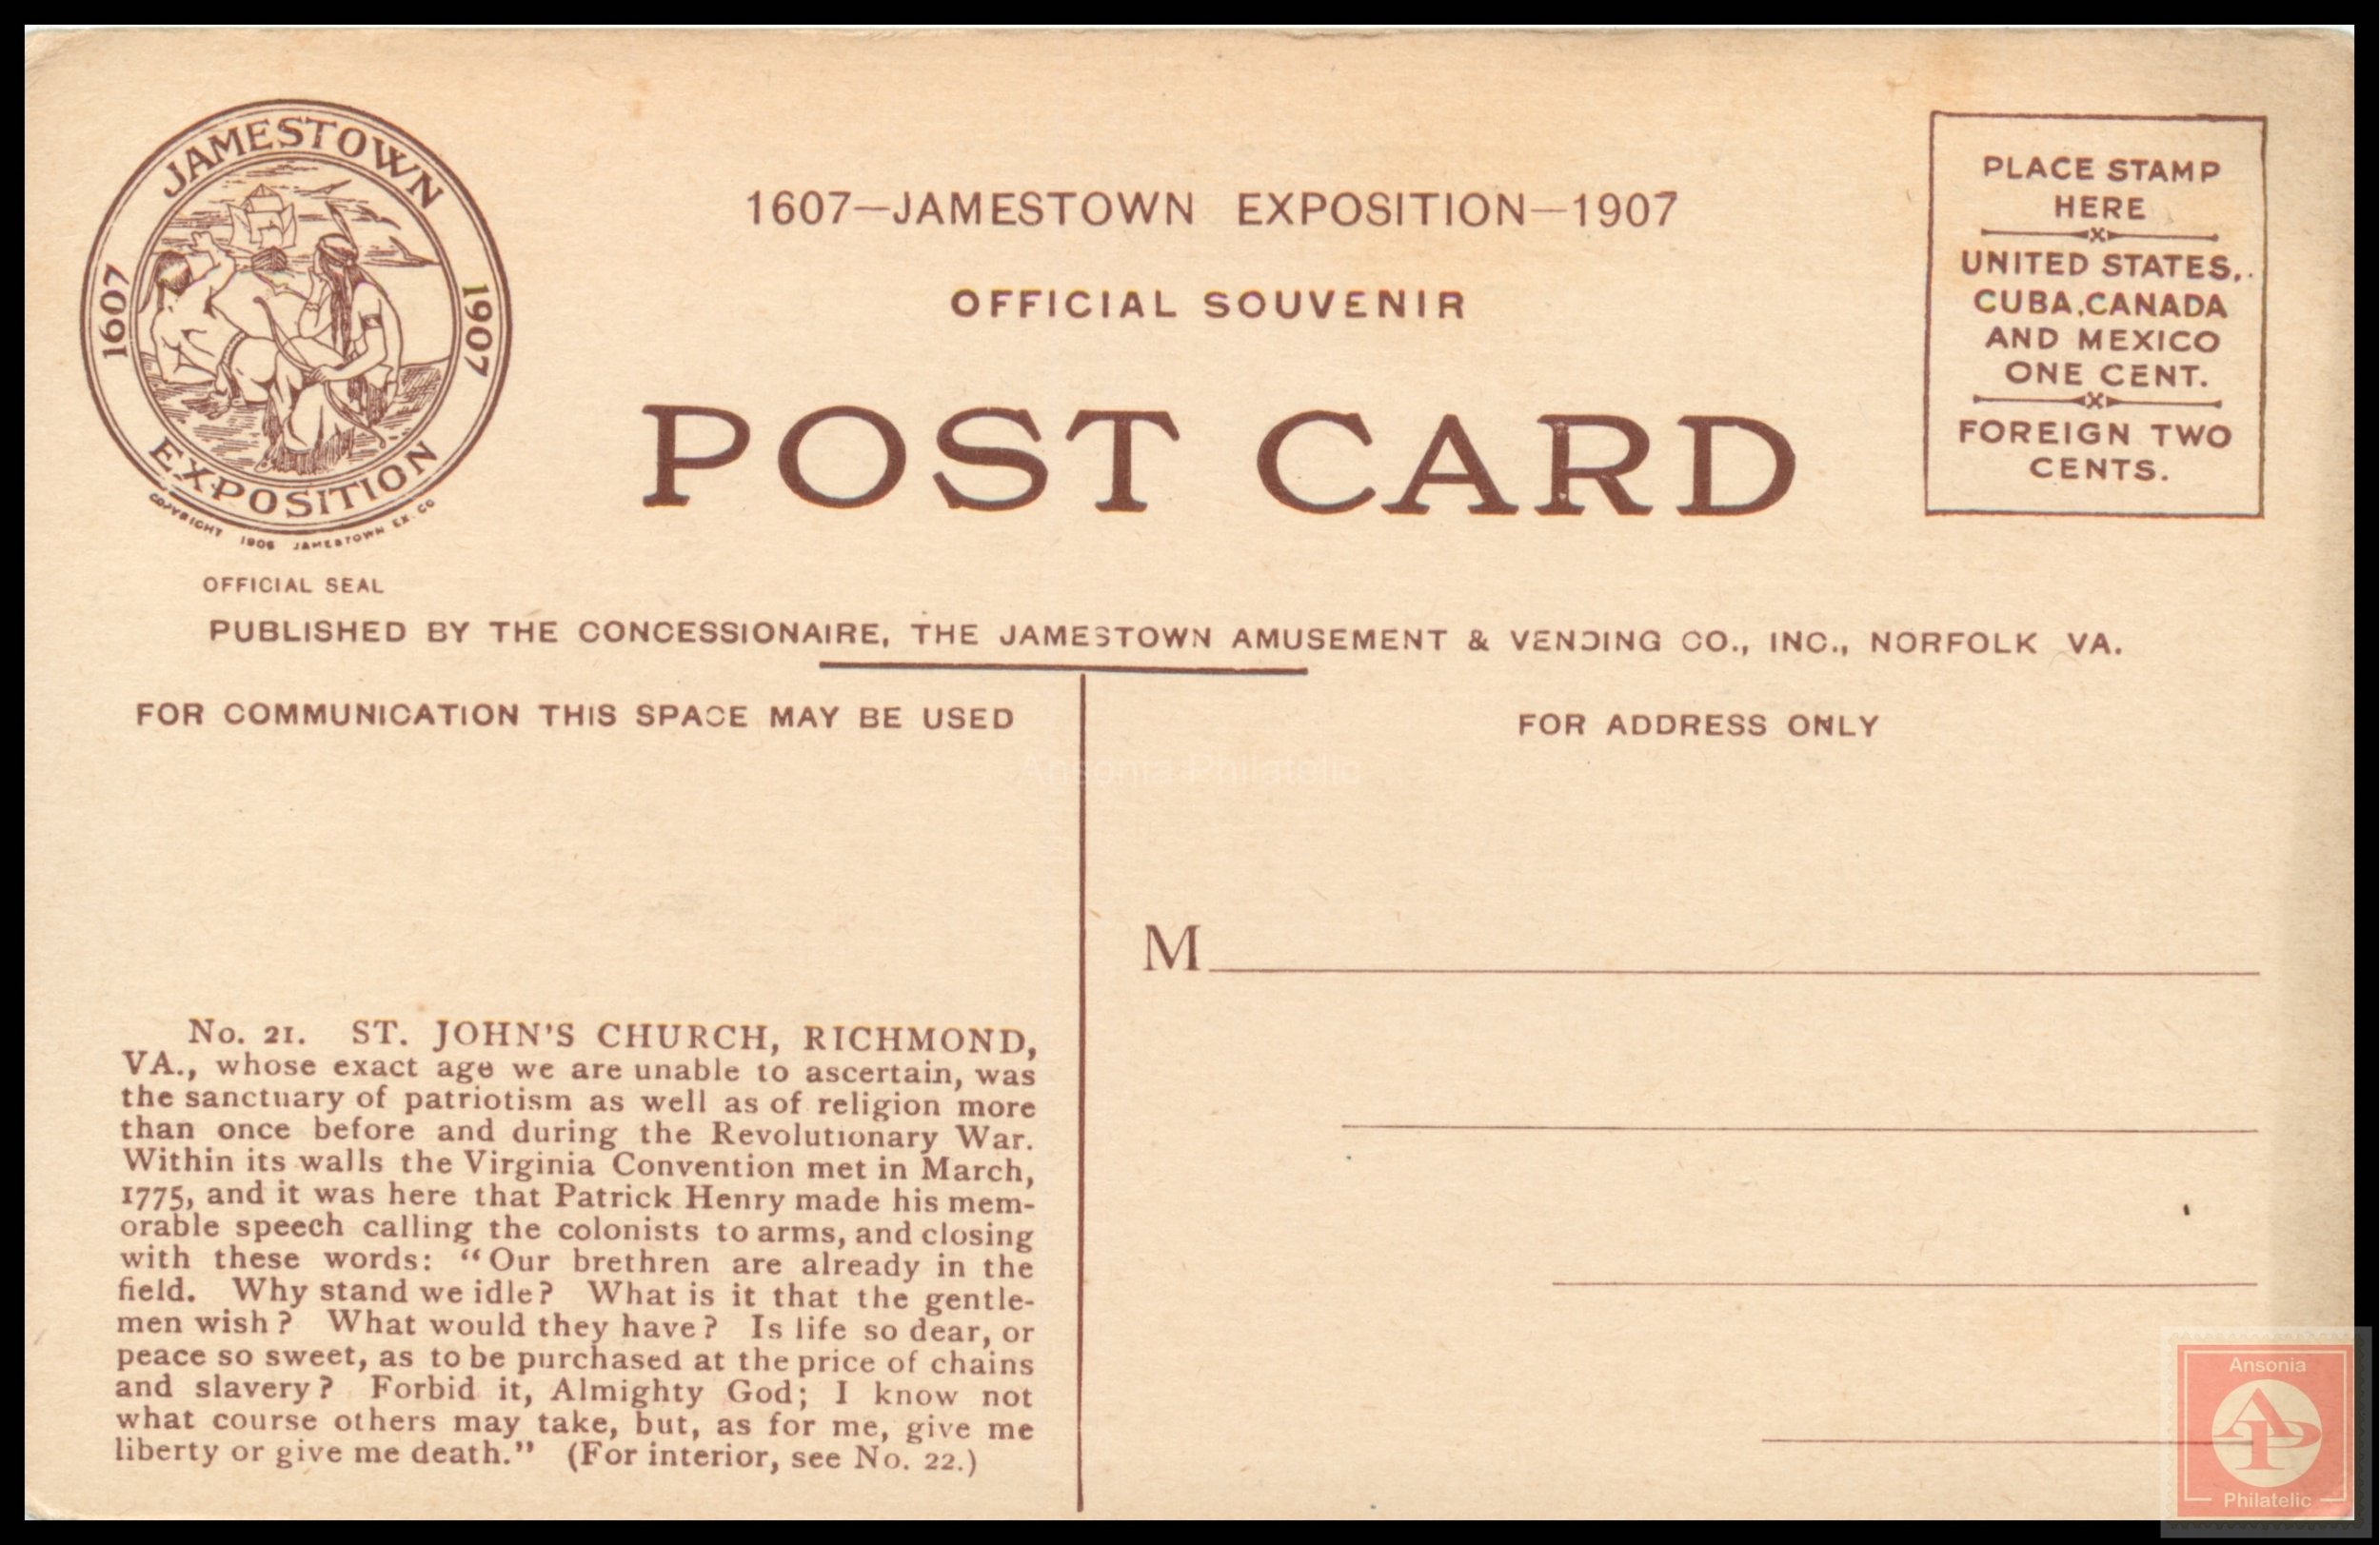 JAMESTOWN
1607
1907
EXPOSITION
COPYRIGHT 1906 JAMESTOWN EX. CO
OFFICIAL SEAL
1607—JAMESTOWN EXPOSITION—1907
OFFICIAL SOUVENIR
POST CARD
PLACE STAMP
HERE
UNITED STATES,
CUBA, CANADA
AND MEXICO
ONE CENT.
FOREIGN TWO
CENTS.
PUBLISHED BY THE CONCESSIONAIRE, THE JAMESTOWN AMUSEMENT & VENDING CO., INC., NORFOLK VA.
FOR COMMUNICATION THIS SPACE MAY BE USED
No. 21. ST. JOHN'S CHURCH, RICHMOND,
VA., whose exact age we are unable to ascertain, was
the sanctuary of patriotism as well as of religion more
than once before and during the Revolutionary War.
Within its walls the Virginia Convention met in March,
1775, and it was here that Patrick Henry made his mem-
orable speech calling the colonists to arms, and closing
with these words: "Our brethren are already in the
field. Why stand we idle? What is it that the gentle-
men wish? What would they have? Is life so dear, or
peace so sweet, as to be purchased at the price of chains
and slavery? Forbid it, Almighty God; I know not
what course others may take, but, as for me, give me
liberty or give me death." (For interior, see No. 22.)
FOR ADDRESS ONLY
Ansonia Philatelic
M
Ansonia
AP
Philatelic